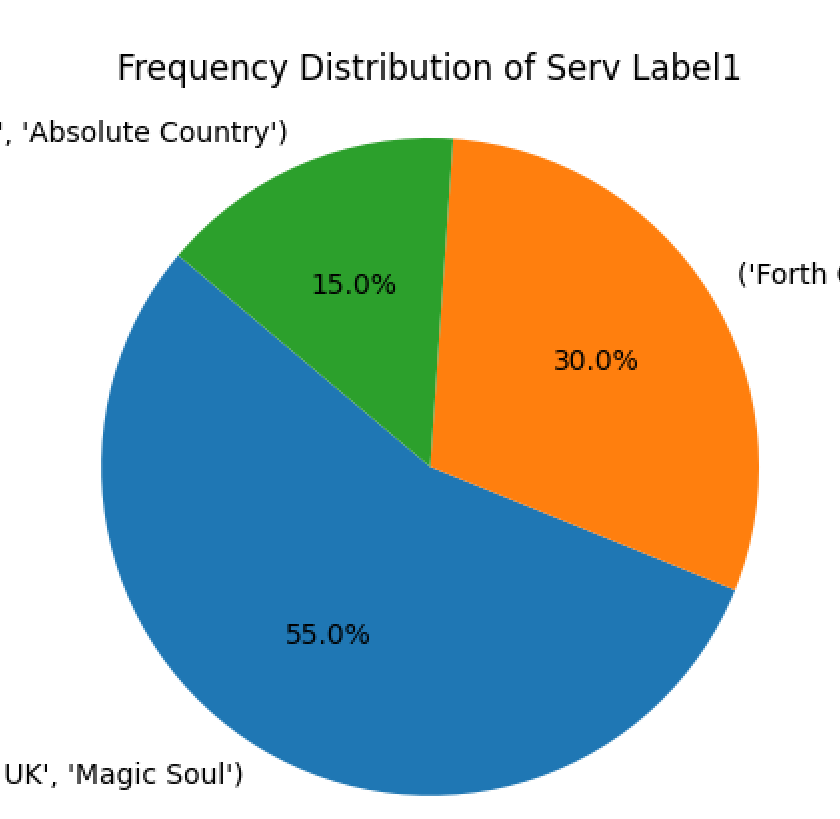 Frequency Distribution of Serv Label1
', 'Absolute Country')
('Forth
15.0%
30.0%
55.0%
UK', 'Magic Soul')